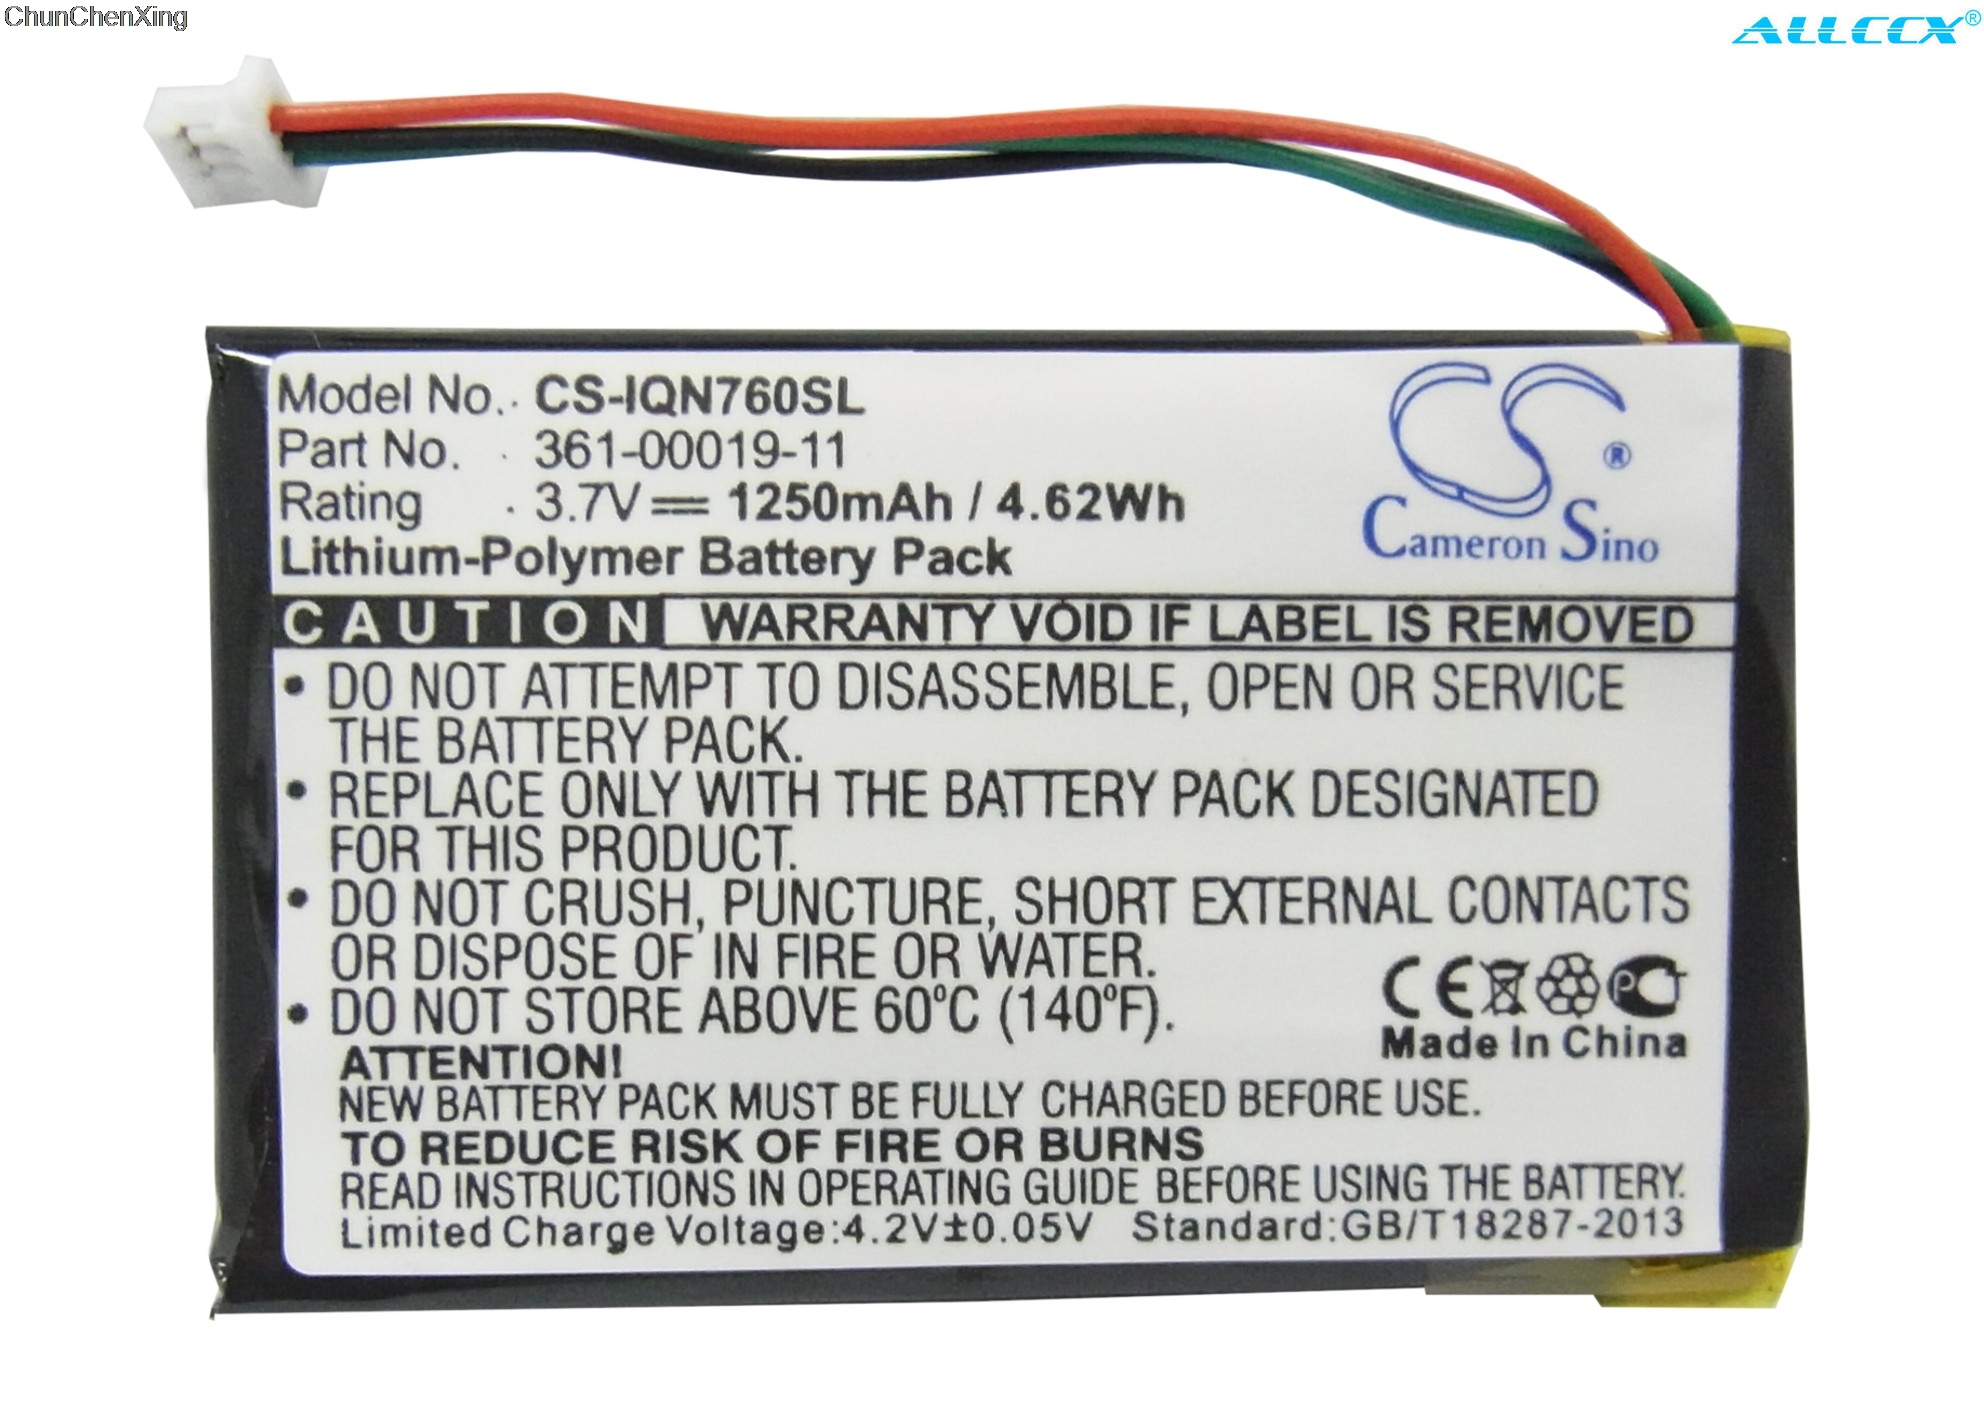 ChunChenXing
ALLCCX®
Model No. · CS-IQN760SL
Part No. · 361-00019-11
Rating · 3.7V⎓ 1250mAh / 4.62Wh
Lithium-Polymer Battery Pack
CS®
Cameron Sino
CAUTION WARRANTY VOID IF LABEL IS REMOVED
• DO NOT ATTEMPT TO DISASSEMBLE, OPEN OR SERVICE
THE BATTERY PACK.
• REPLACE ONLY WITH THE BATTERY PACK DESIGNATED
FOR THIS PRODUCT.
• DO NOT CRUSH, PUNCTURE, SHORT EXTERNAL CONTACTS
OR DISPOSE OF IN FIRE OR WATER.
• DO NOT STORE ABOVE 60ºC (140ºF).
CE PCT
Made In China
ATTENTION!
NEW BATTERY PACK MUST BE FULLY CHARGED BEFORE USE.
TO REDUCE RISK OF FIRE OR BURNS
READ INSTRUCTIONS IN OPERATING GUIDE BEFORE USING THE BATTERY.
Limited Charge Voltage:4.2V±0.05V Standard:GB/T18287-2013